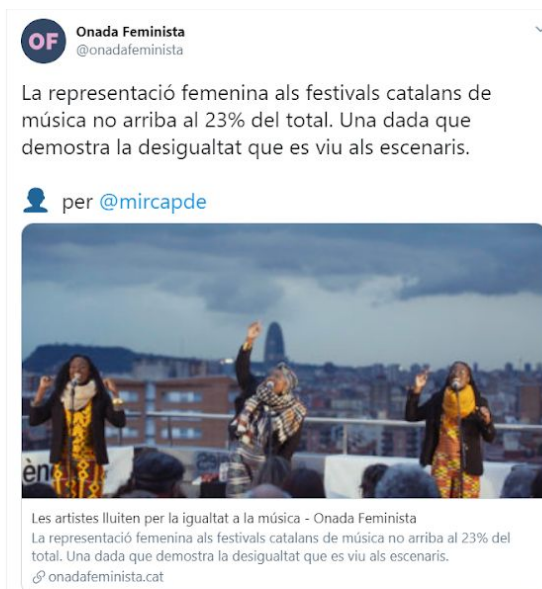 OF
Onada Feminista
@onadafeminista
La representació femenina als festivals catalans de
música no arriba al 23% del total. Una dada que
demostra la desigualtat que es viu als escenaris.
per @mircapde
èn
Les artistes lluiten per la igualtat a la música - Onada Feminista
La representació femenina als festivals catalans de música no arriba al 23% del
total. Una dada que demostra la desigualtat que es viu als escenaris.
onadafeminista.cat